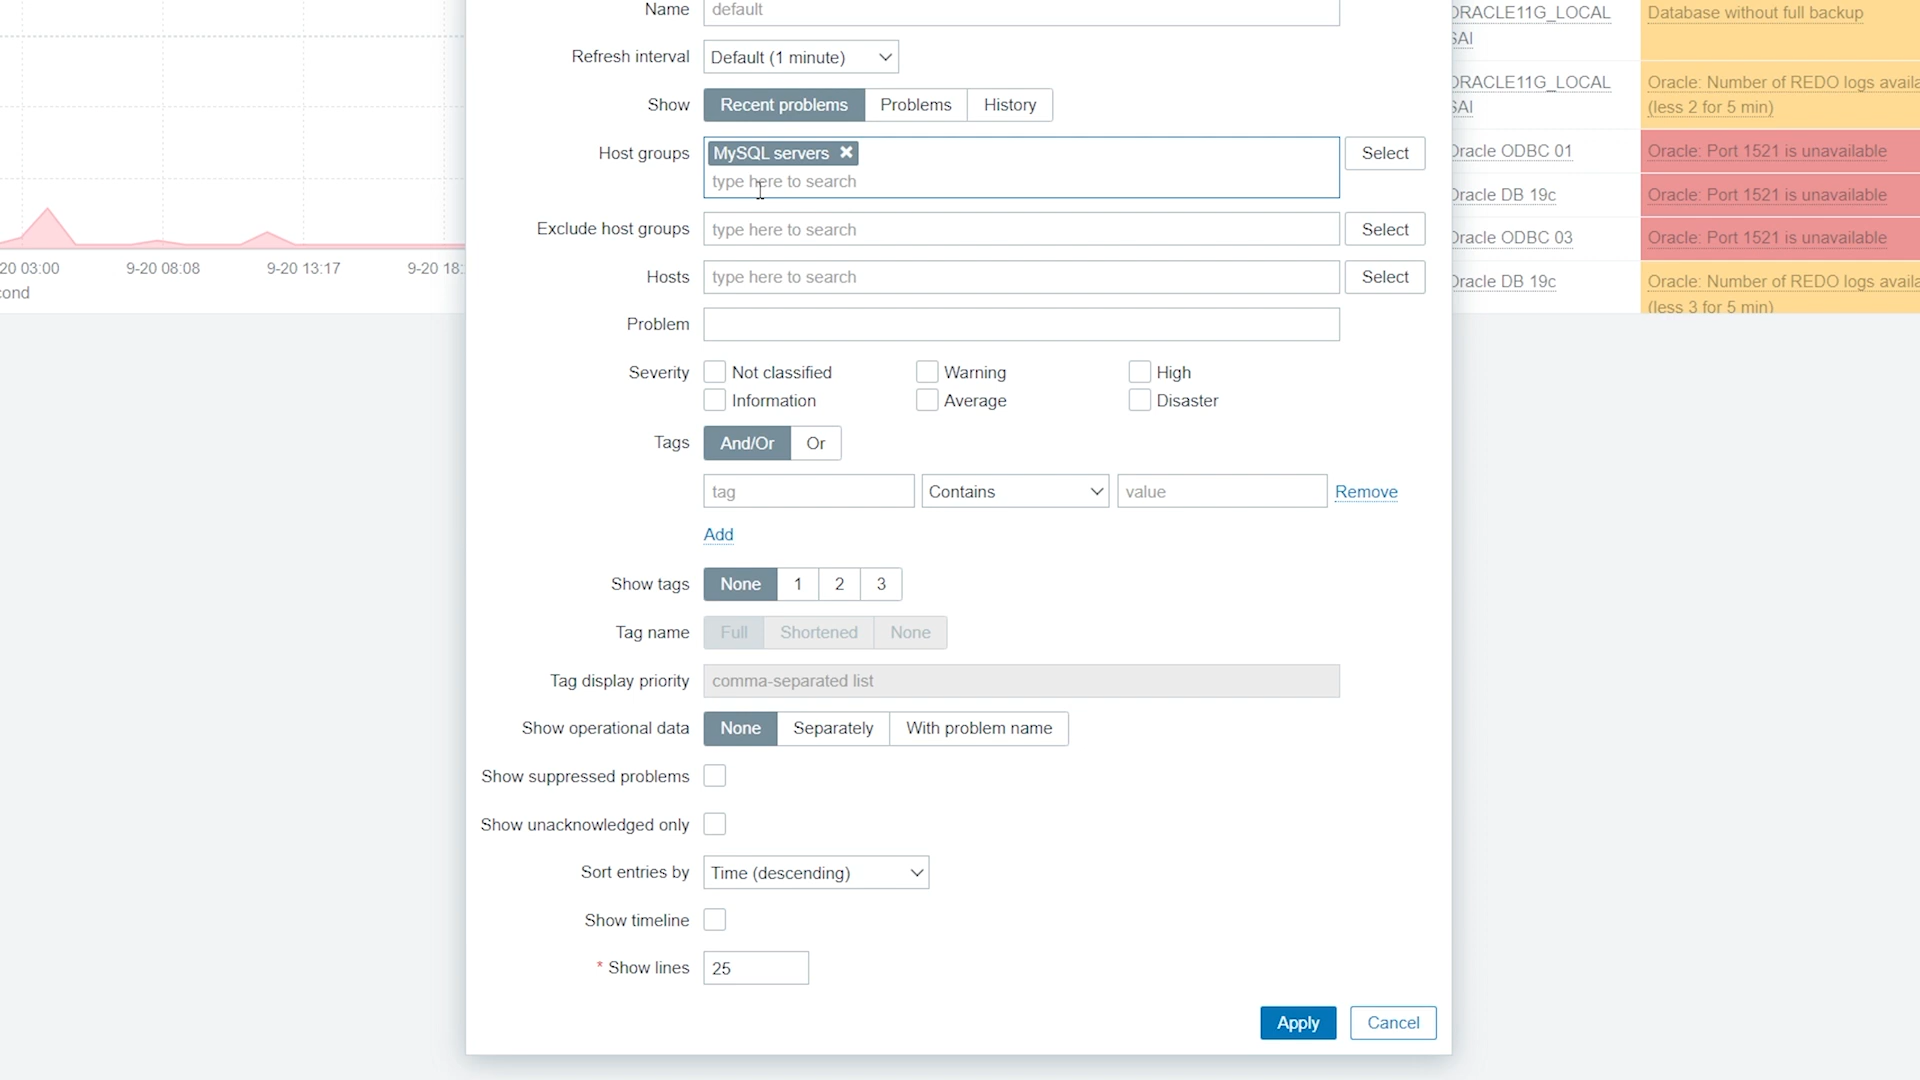 Name default
Refresh interval Default (1 minute)
Show Recent problems Problems History
Host groups MySQL servers Select
type here to search
Exclude host groups type here to search Select
Hosts type here to search Select
Problem
Severity Not classified Warning High
Information Average Disaster
Tags And/Or Or
tag Contains value Remove
Add
Show tags None 1 2 3
Tag name Full Shortened None
Tag display priority comma-separated list
Show operational data None Separately With problem name
Show suppressed problems
Show unacknowledged only
Sort entries by Time (descending)
Show timeline
* Show lines 25
Apply Cancel
20 03:00 9-20 08:08 9-20 13:17 9-20 18:
cond
ORACLE11G_LOCAL Database without full backup
SAI
ORACLE11G_LOCAL Oracle: Number of REDO logs availa
SAI (less 2 for 5 min)
Oracle ODBC 01 Oracle: Port 1521 is unavailable
Oracle DB 19c Oracle: Port 1521 is unavailable
Oracle ODBC 03 Oracle: Port 1521 is unavailable
Oracle DB 19c Oracle: Number of REDO logs availa
(less 3 for 5 min)